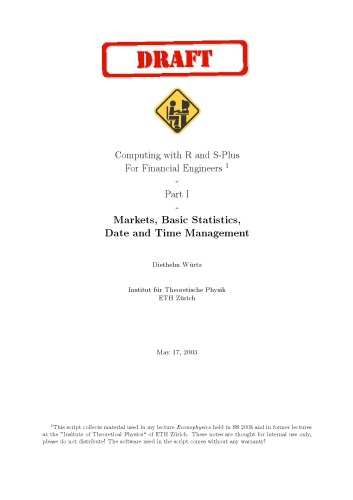 DRAFT
Computing with R and S-Plus
For Financial Engineers 1
-
Part I
-
Markets, Basic Statistics,
Date and Time Management
Diethelm Würtz
Institut für Theoretische Physik
ETH Zürich
May 17, 2003
1This script collects material used in my lecture Econophysics held in SS 2003 and in former lectures
at the "Insitute of Theoretical Physics" of ETH Zürich. These notes are thought for internal use only,
please do not distribute! The software used in the script comes without any warranty!